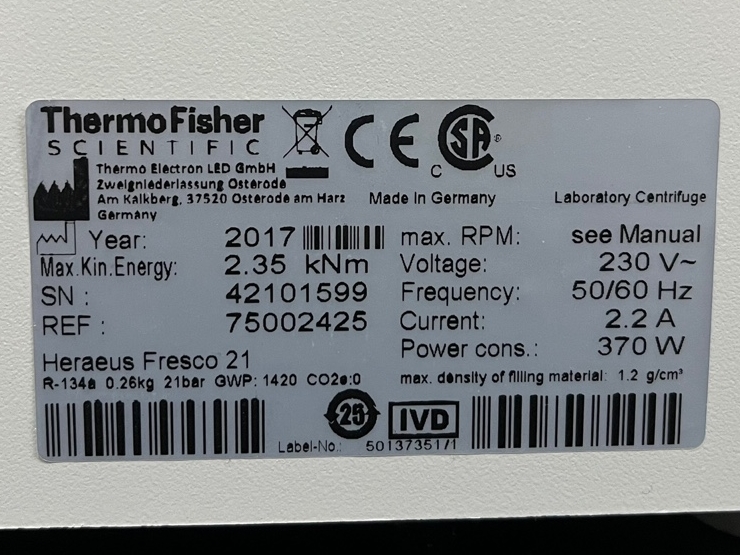 ThermoFisher
SCIENTIFIC
CE
C SA US
Thermo Electron LED GmbH
Zweigniederlassung Osterode
Am Kalkberg, 37520 Osterode am Harz
Germany
Made in Germany
Laboratory Centrifuge
Year: 2017
Max.Kin.Energy: 2.35 kNm
SN : 42101599
REF : 75002425
max. RPM: see Manual
Voltage: 230 V~
Frequency: 50/60 Hz
Current: 2.2 A
Power cons.: 370 W
Heraeus Fresco 21
R-134a 0.26kg 21bar GWP: 1420 CO2e:0
max. density of filling material: 1.2 g/cm³
25
IVD
Label-No.: 50137351/1